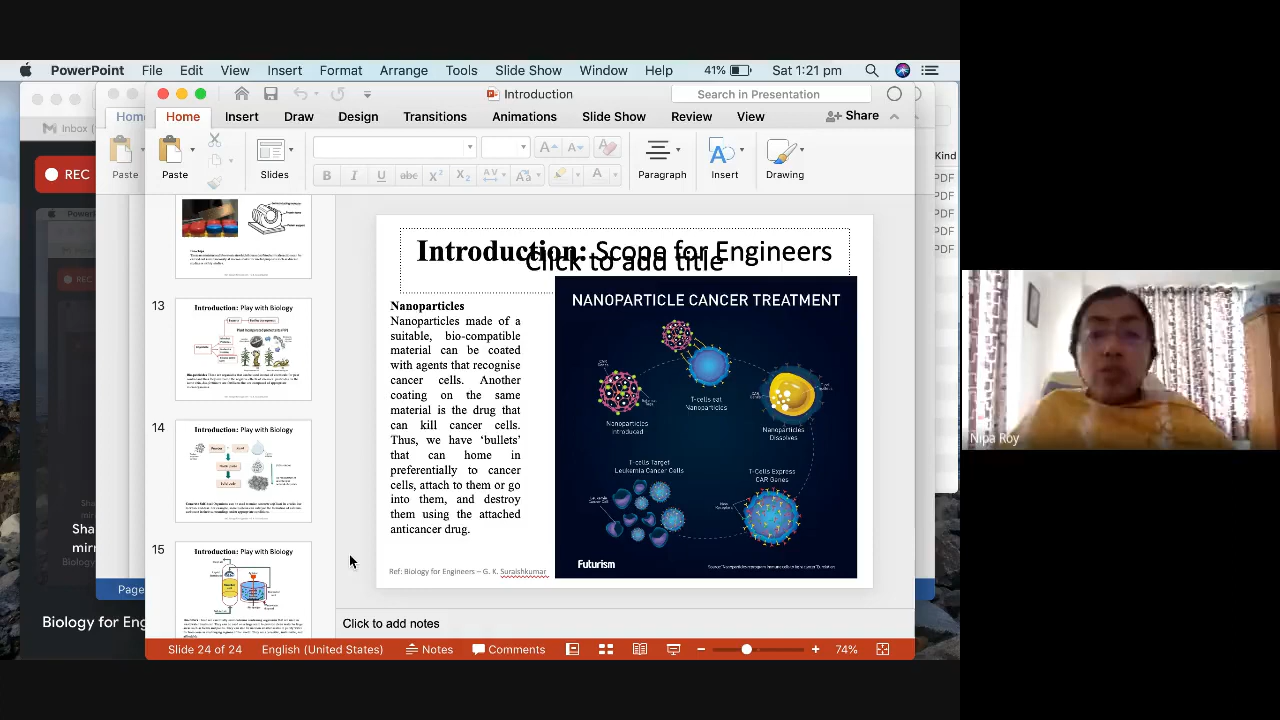 PowerPoint File Edit View Insert Format Arrange Tools Slide Show Window Help 41% Sat 1:21 pm
Introduction
Search in Presentation
Home
Home Insert Draw Design Transitions Animations Slide Show Review View Share
Inbox
Kind
PDF
PDF
PDF
PDF
PDF
REC
Paste
Paste
Slides
Paragraph
Insert
Drawing
13
Introduction: Play with Biology
14
Introduction: Play with Biology
15
Introduction: Play with Biology
Introduction: Scope for Engineers
Click to add title
Nanoparticles
Nanoparticles made of a
suitable, bio-compatible
material can be coated
with agents that recognise
cancer cells. Another
coating on the same
material is the drug that
can kill cancer cells.
Thus, we have ‘bullets’
that can home in
preferentially to cancer
cells, attach to them or go
into them, and destroy
them using the attached
anticancer drug.
Ref: Biology for Engineers – G. K. Suraishkumar
NANOPARTICLE CANCER TREATMENT
Nanoparticles
Introduced
T-cells eat
Nanoparticles
Nanoparticles
Dissolves
T-Cells Express
CAR Genes
T-cells Target
Leukemia Cancer Cells
Futurism
Click to add notes
Sha
mirr
Page
Biology for Eng
Slide 24 of 24 English (United States) Notes Comments 74%
Nipa Roy